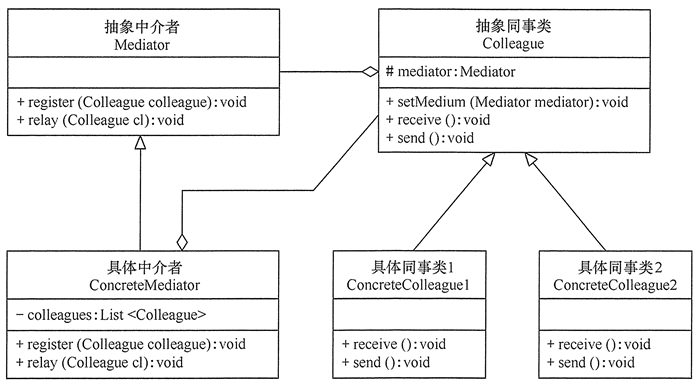 抽象中介者
Mediator
+ register (Colleague colleague): void
+ relay (Colleague cl): void
抽象同事类
Colleague
# mediator: Mediator
+ setMedium (Mediator mediator): void
+ receive (): void
+ send (): void
具体中介者
ConcreteMediator
− colleagues: List <Colleague>
+ register (Colleague colleague): void
+ relay (Colleague cl): void
具体同事类1
ConcreteColleague1
+ receive (): void
+ send (): void
具体同事类2
ConcreteColleague2
+ receive (): void
+ send (): void